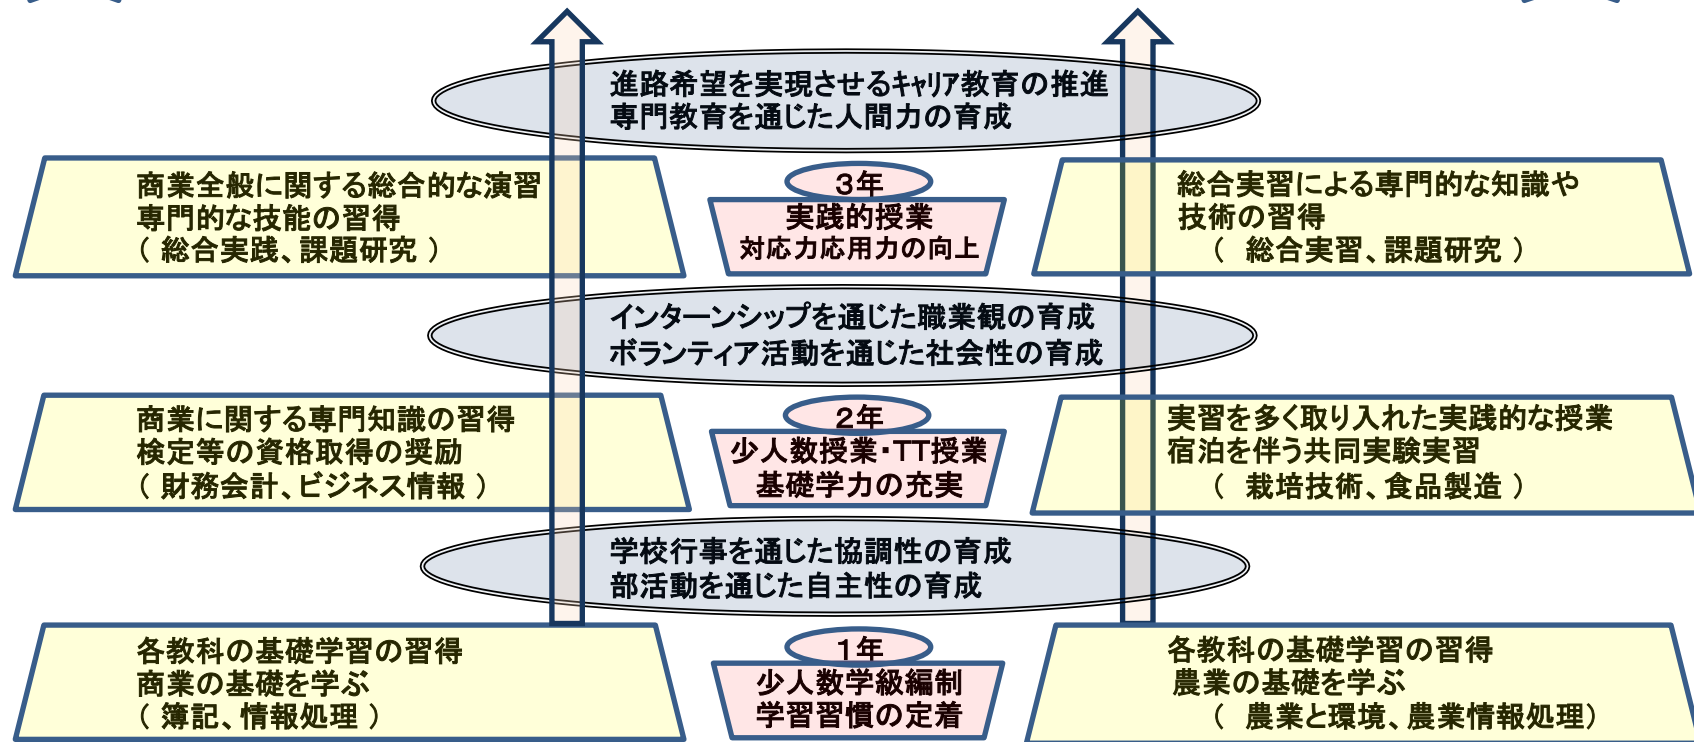 進路希望を実現させるキャリア教育の推進
専門教育を通じた人間力の育成
商業全般に関する総合的な演習
専門的な技能の習得
（ 総合実践、課題研究 ）
３年
実践的授業
対応力応用力の向上
総合実習による専門的な知識や
技術の習得
（ 総合実習、課題研究 ）
インターンシップを通じた職業観の育成
ボランティア活動を通じた社会性の育成
商業に関する専門知識の習得
検定等の資格取得の奨励
（ 財務会計、ビジネス情報 ）
２年
少人数授業・TT授業
基礎学力の充実
実習を多く取り入れた実践的な授業
宿泊を伴う共同実験実習
（ 栽培技術、食品製造 ）
学校行事を通じた協調性の育成
部活動を通じた自主性の育成
各教科の基礎学習の習得
商業の基礎を学ぶ
（ 簿記、情報処理 ）
１年
少人数学級編制
学習習慣の定着
各教科の基礎学習の習得
農業の基礎を学ぶ
（ 農業と環境、農業情報処理）